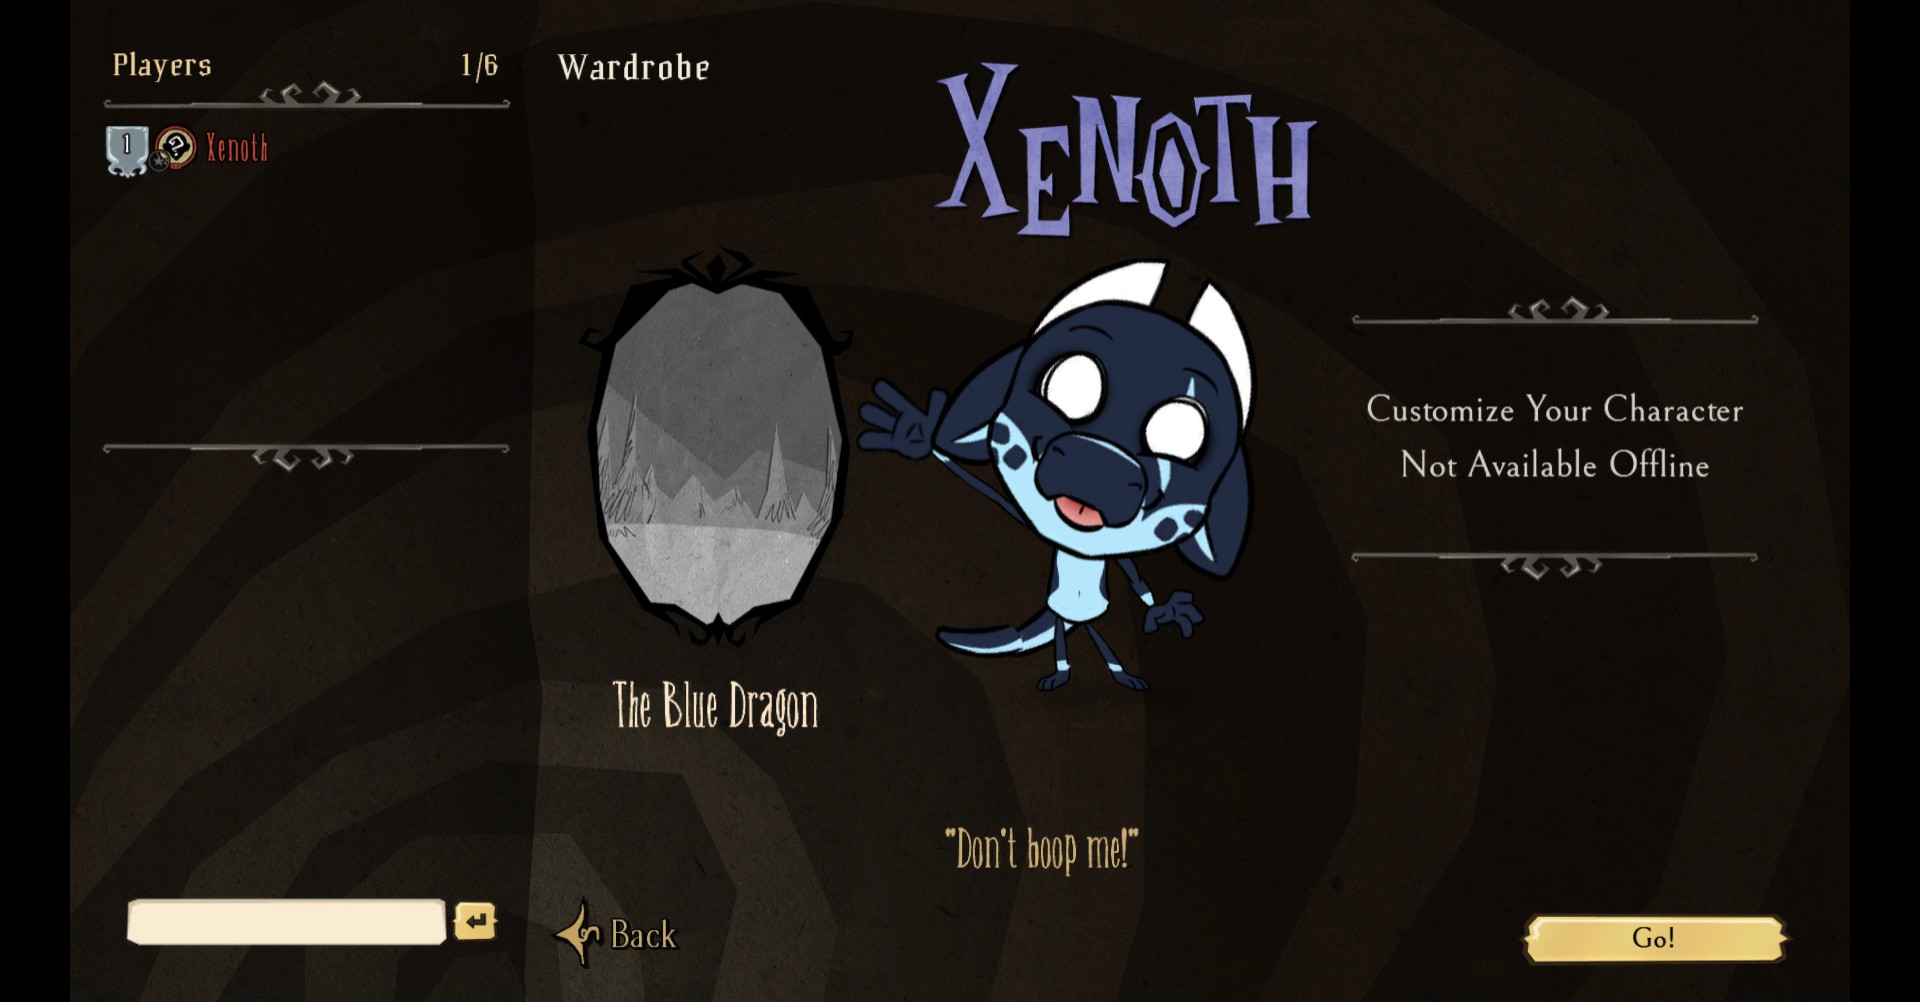 Players 1/6
Wardrobe
XENOTH
1 ? Xenoth
Customize Your Character
Not Available Offline
The Blue Dragon
"Don't boop me!"
Back
Go!